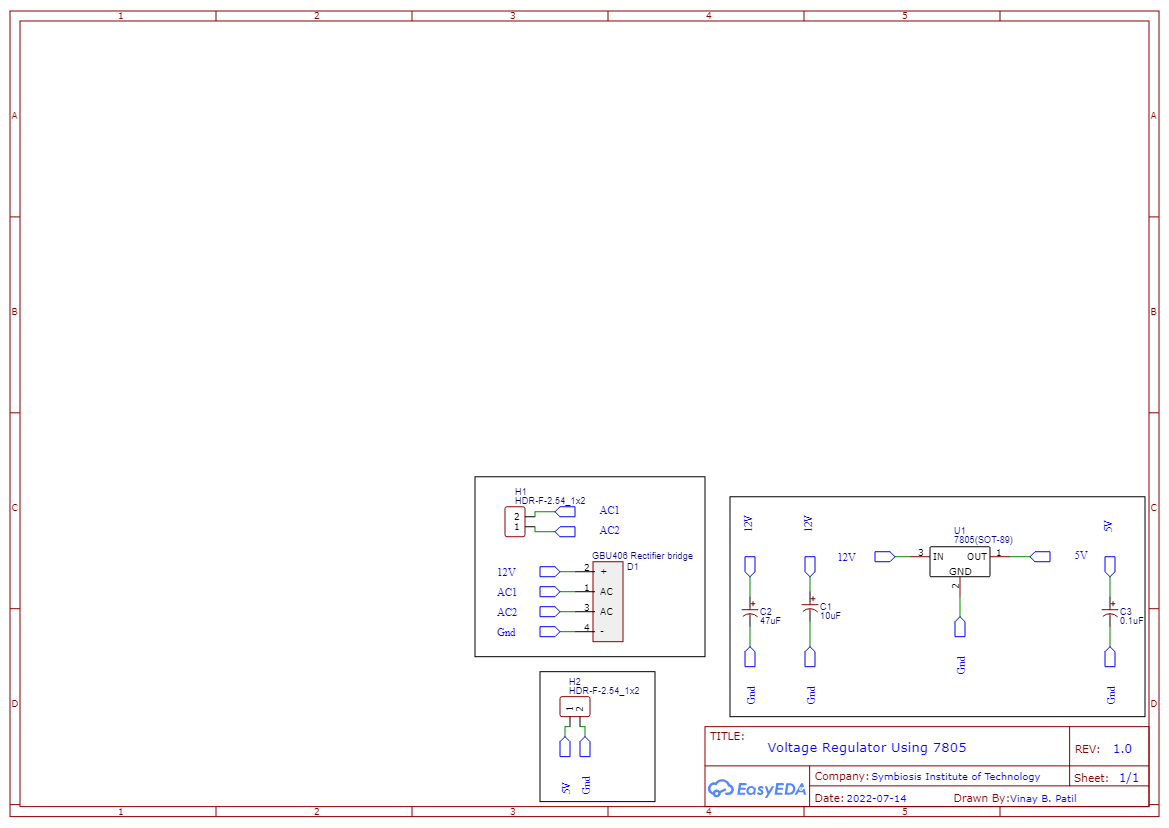 1 2 3 4 5
A A
B B
C C
D D
H1
HDR-F-2.54_1x2
2
1
AC1
AC2
GBU406 Rectifier bridge
D1
12V 2 +
AC1 1 AC
AC2 3 AC
Gnd 4 -
H2
HDR-F-2.54_1x2
1 2
5V Gnd
12V 12V 5V
U1
7805(SOT-89)
12V 3 IN OUT 1 5V
GND
2
Gnd
+ C2
47uF
+ C1
10uF
+ C3
0.1uF
Gnd Gnd Gnd
TITLE:
Voltage Regulator Using 7805
REV: 1.0
EasyEDA
Company: Symbiosis Institute of Technology
Sheet: 1/1
Date: 2022-07-14 Drawn By: Vinay B. Patil
1 2 3 4 5